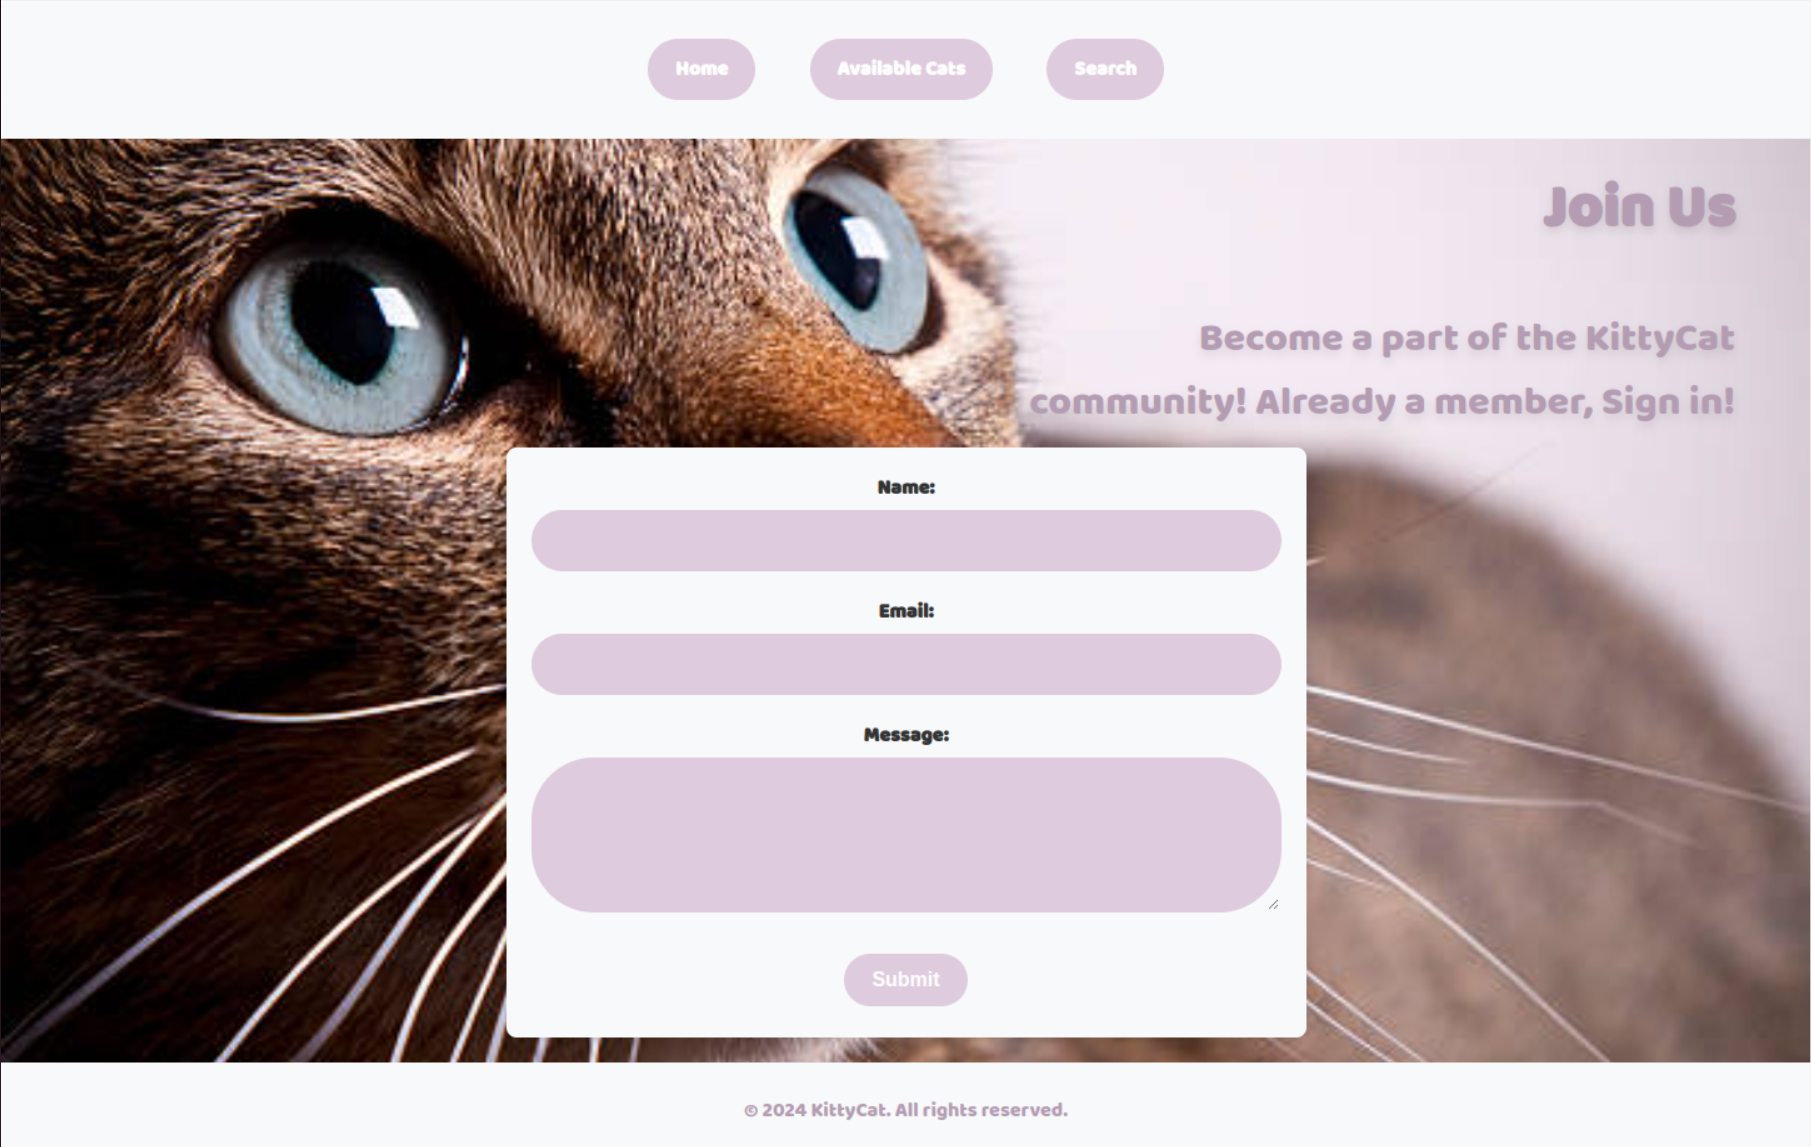 Home
Available Cats
Search
Join Us
Become a part of the KittyCat
community! Already a member, Sign in!
Name:
Email:
Message:
Submit
© 2024 KittyCat. All rights reserved.